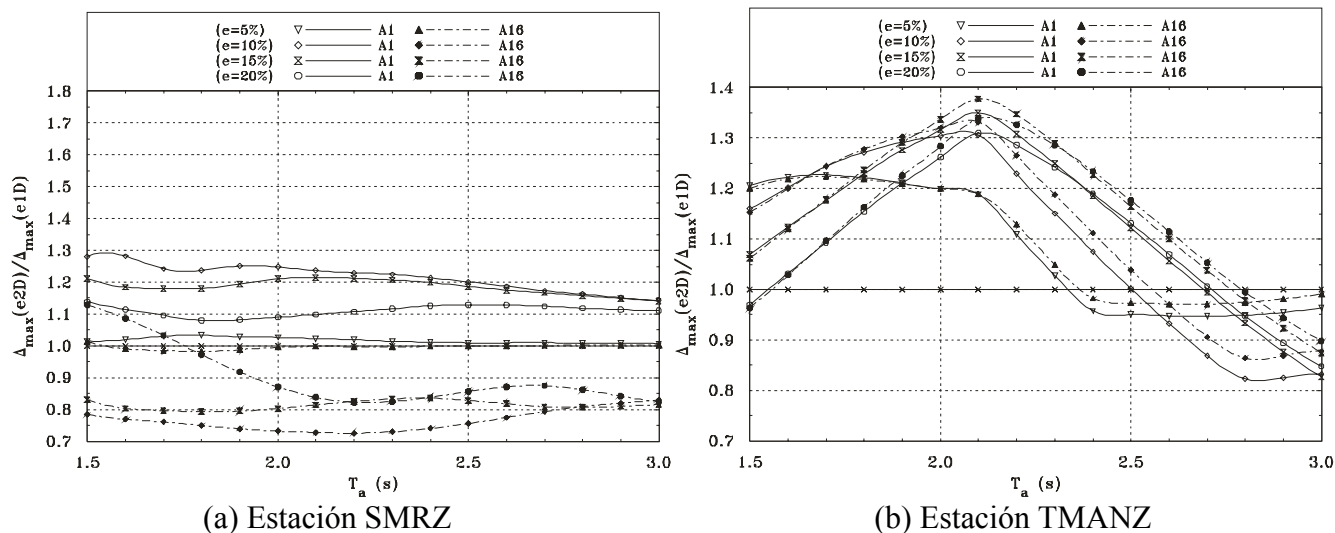 (e=5%) A1 A16
(e=10%) A1 A16
(e=15%) A1 A16
(e=20%) A1 A16
Δmax(e2D)/Δmax(e1D)
1.8
1.7
1.6
1.5
1.4
1.3
1.2
1.1
1.0
0.9
0.8
0.7
1.5 2.0 2.5 3.0
Ta (s)
(a) Estación SMRZ
(e=5%) A1 A16
(e=10%) A1 A16
(e=15%) A1 A16
(e=20%) A1 A16
Δmax(e2D)/Δmax(e1D)
1.4
1.3
1.2
1.1
1.0
0.9
0.8
0.7
1.5 2.0 2.5 3.0
Ta (s)
(b) Estación TMANZ